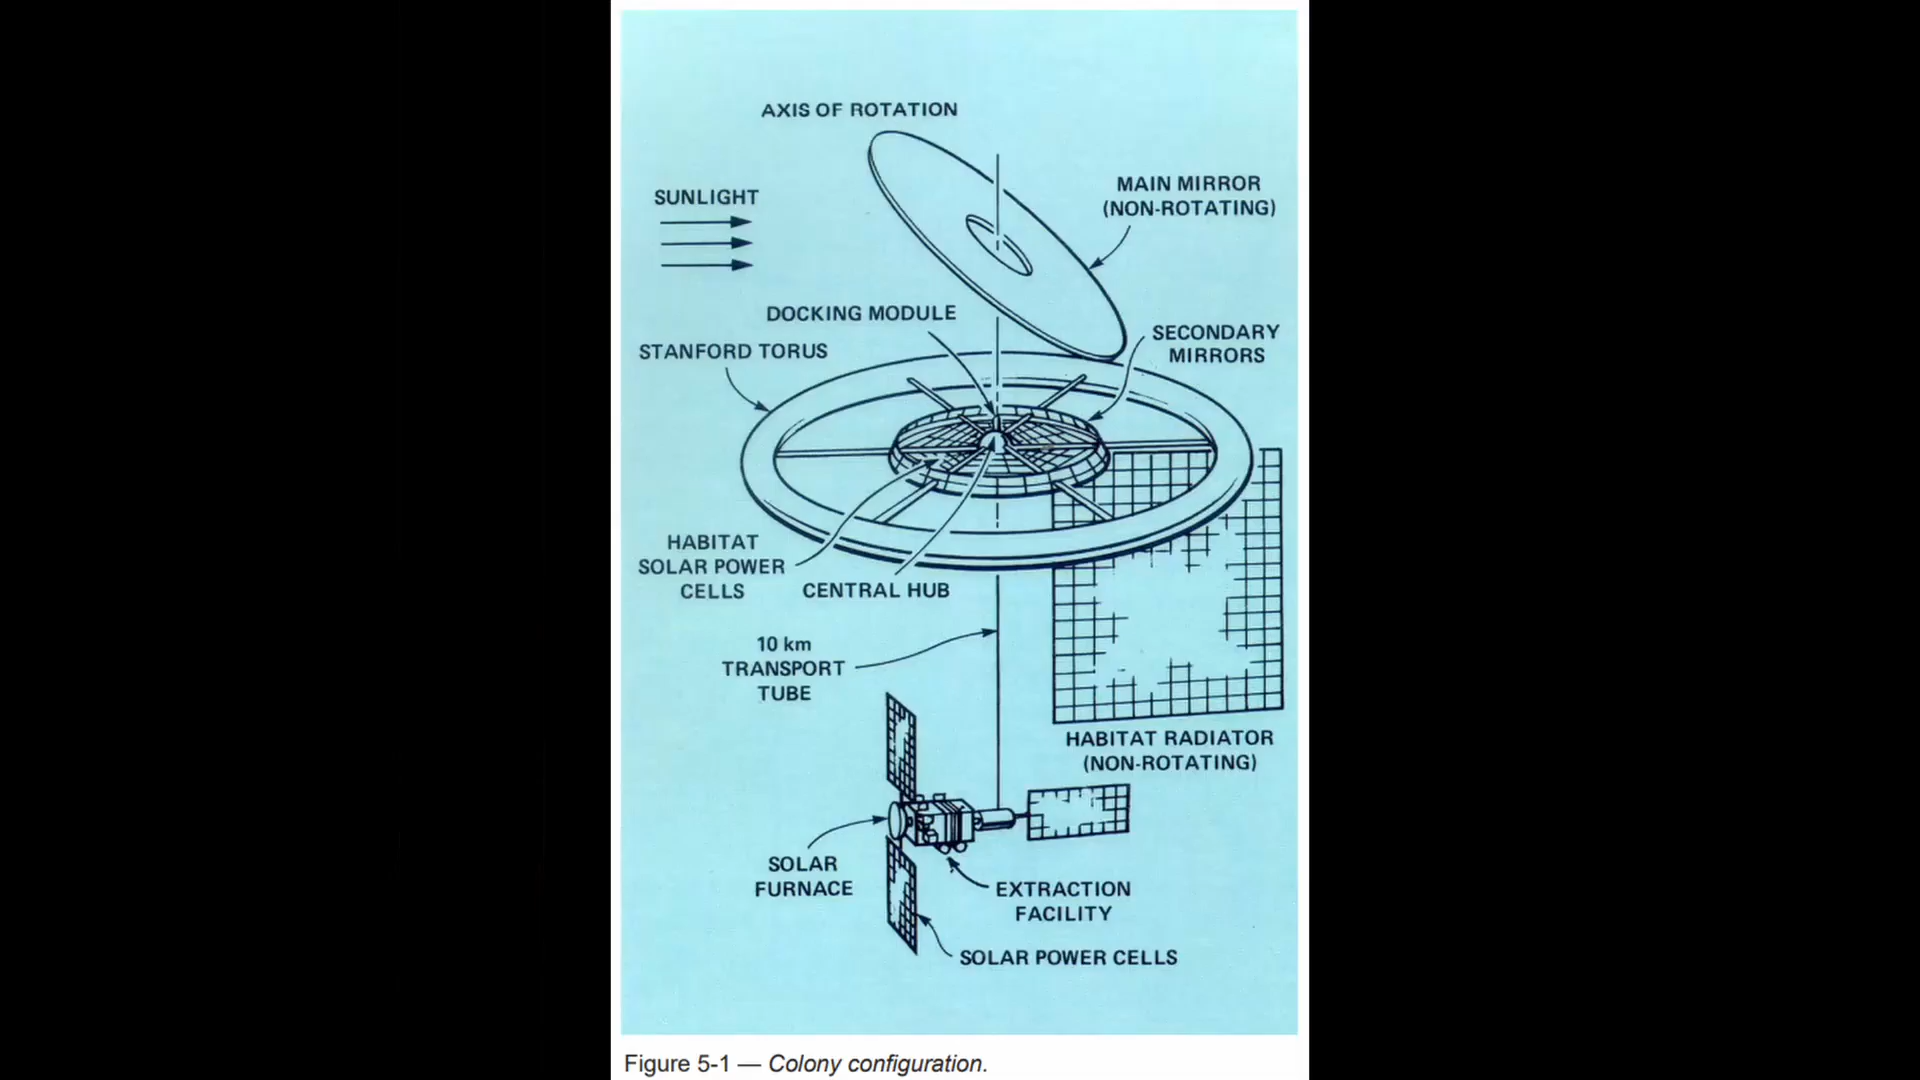 AXIS OF ROTATION
SUNLIGHT
MAIN MIRROR
(NON-ROTATING)
DOCKING MODULE
STANFORD TORUS
SECONDARY
MIRRORS
HABITAT
SOLAR POWER
CELLS
CENTRAL HUB
10 km
TRANSPORT
TUBE
HABITAT RADIATOR
(NON-ROTATING)
SOLAR
FURNACE
EXTRACTION
FACILITY
SOLAR POWER CELLS
Figure 5-1 — Colony configuration.